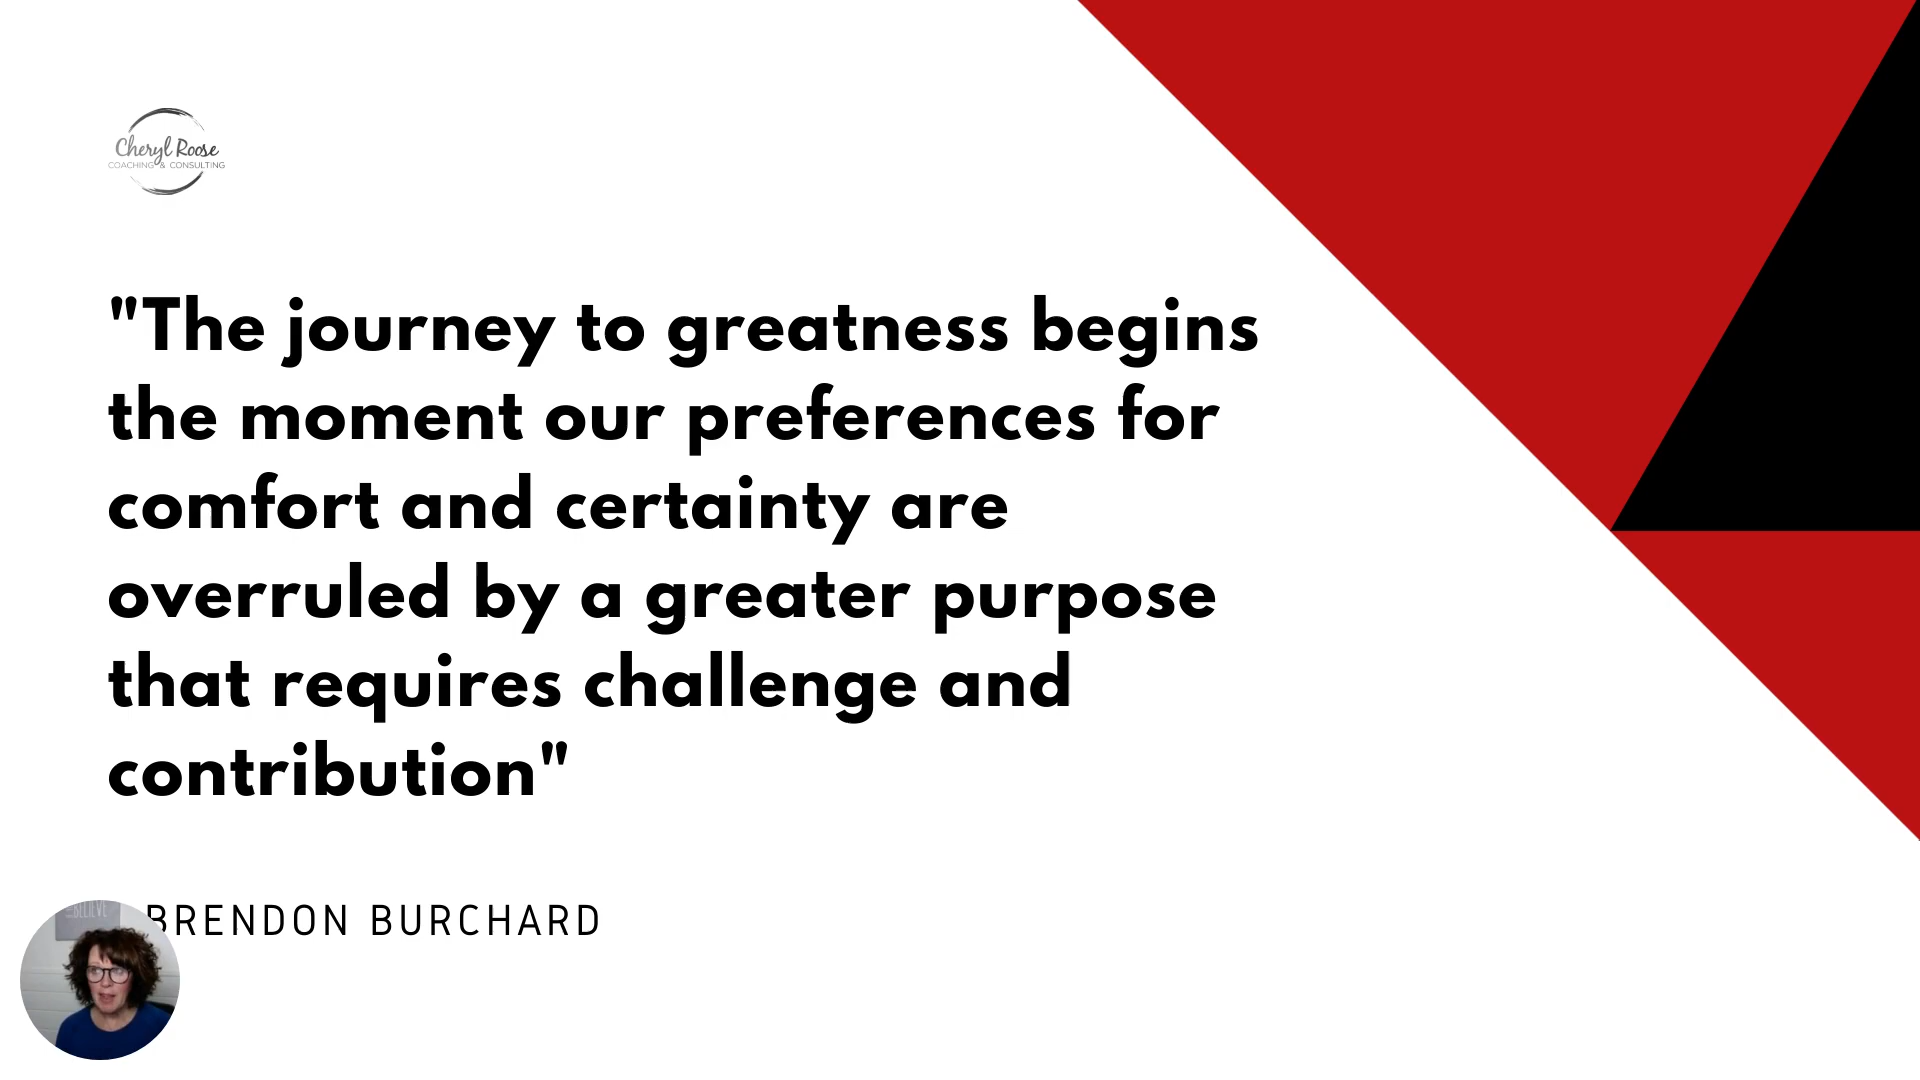 Cheryl Roose
COACHING & CONSULTING
"The journey to greatness begins
the moment our preferences for
comfort and certainty are
overruled by a greater purpose
that requires challenge and
contribution"
BRENDON BURCHARD
BELIEVE